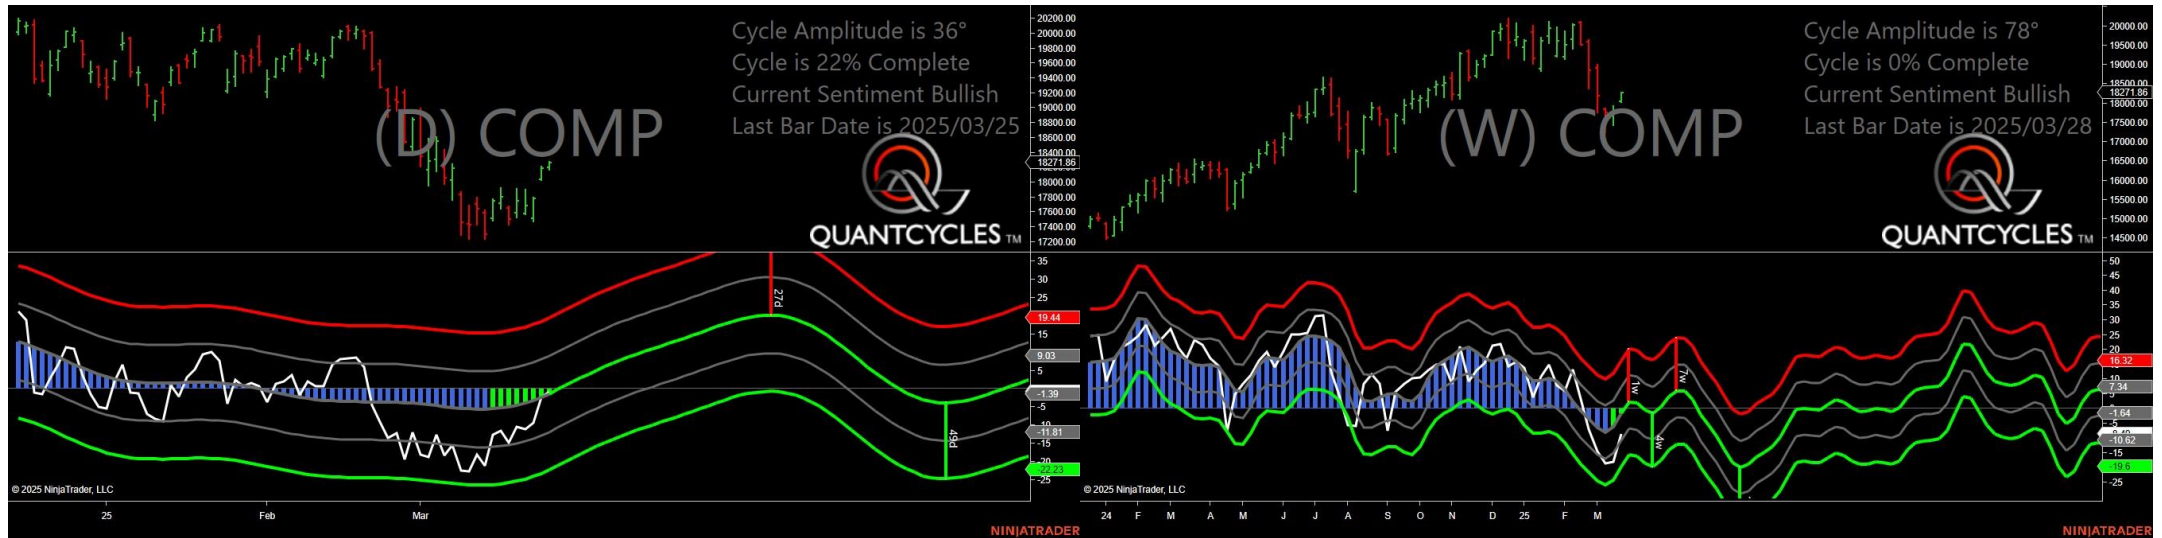 Cycle Amplitude is 36°
Cycle is 22% Complete
Current Sentiment Bullish
Last Bar Date is 2025/03/25
(D) COMP
QUANTCYCLES TM
20200.00
20000.00
19800.00
19600.00
19400.00
19200.00
19000.00
18800.00
18600.00
18400.00
18271.86
18000.00
17800.00
17600.00
17400.00
17200.00
35
30
25
19.44
15
9.03
5
-1.39
-5
-11.81
-15
-20
-22.23
-25
27d
49d
© 2025 NinjaTrader, LLC
25 Feb Mar
NINJATRADER
Cycle Amplitude is 78°
Cycle is 0% Complete
Current Sentiment Bullish
Last Bar Date is 2025/03/28
(W) COMP
QUANTCYCLES TM
20000.00
19500.00
19000.00
18500.00
18271.86
18000.00
17500.00
17000.00
16500.00
16000.00
15500.00
15000.00
14500.00
50
45
40
35
30
25
20
16.32
10
7.34
5
-1.64
-5
-10.62
-15
-19.6
-25
1w
7w
4w
© 2025 NinjaTrader, LLC
24 F M A M J J A S O N D 25 F M
NINJATRADER